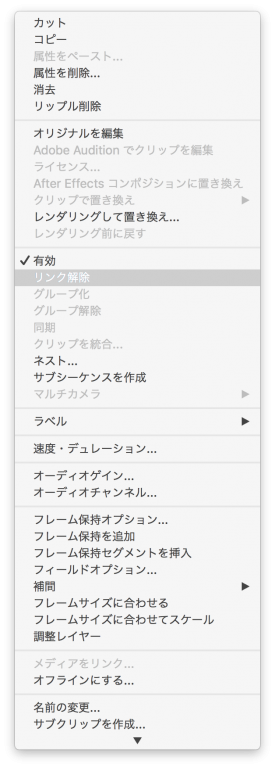 カット
コピー
属性をペースト...
属性を削除...
消去
リップル削除
オリジナルを編集
Adobe Audition でクリップを編集
ライセンス...
After Effects コンポジションに置き換え
クリップで置き換え
レンダリングして置き換え...
レンダリング前に戻す
有効
リンク解除
グループ化
グループ解除
同期
クリップを統合...
ネスト...
サブシーケンスを作成
マルチカメラ
ラベル
速度・デュレーション...
オーディオゲイン...
オーディオチャンネル...
フレーム保持オプション...
フレーム保持を追加
フレーム保持セグメントを挿入
フィールドオプション...
補間
フレームサイズに合わせる
フレームサイズに合わせてスケール
調整レイヤー
メディアをリンク...
オフラインにする...
名前の変更...
サブクリップを作成...